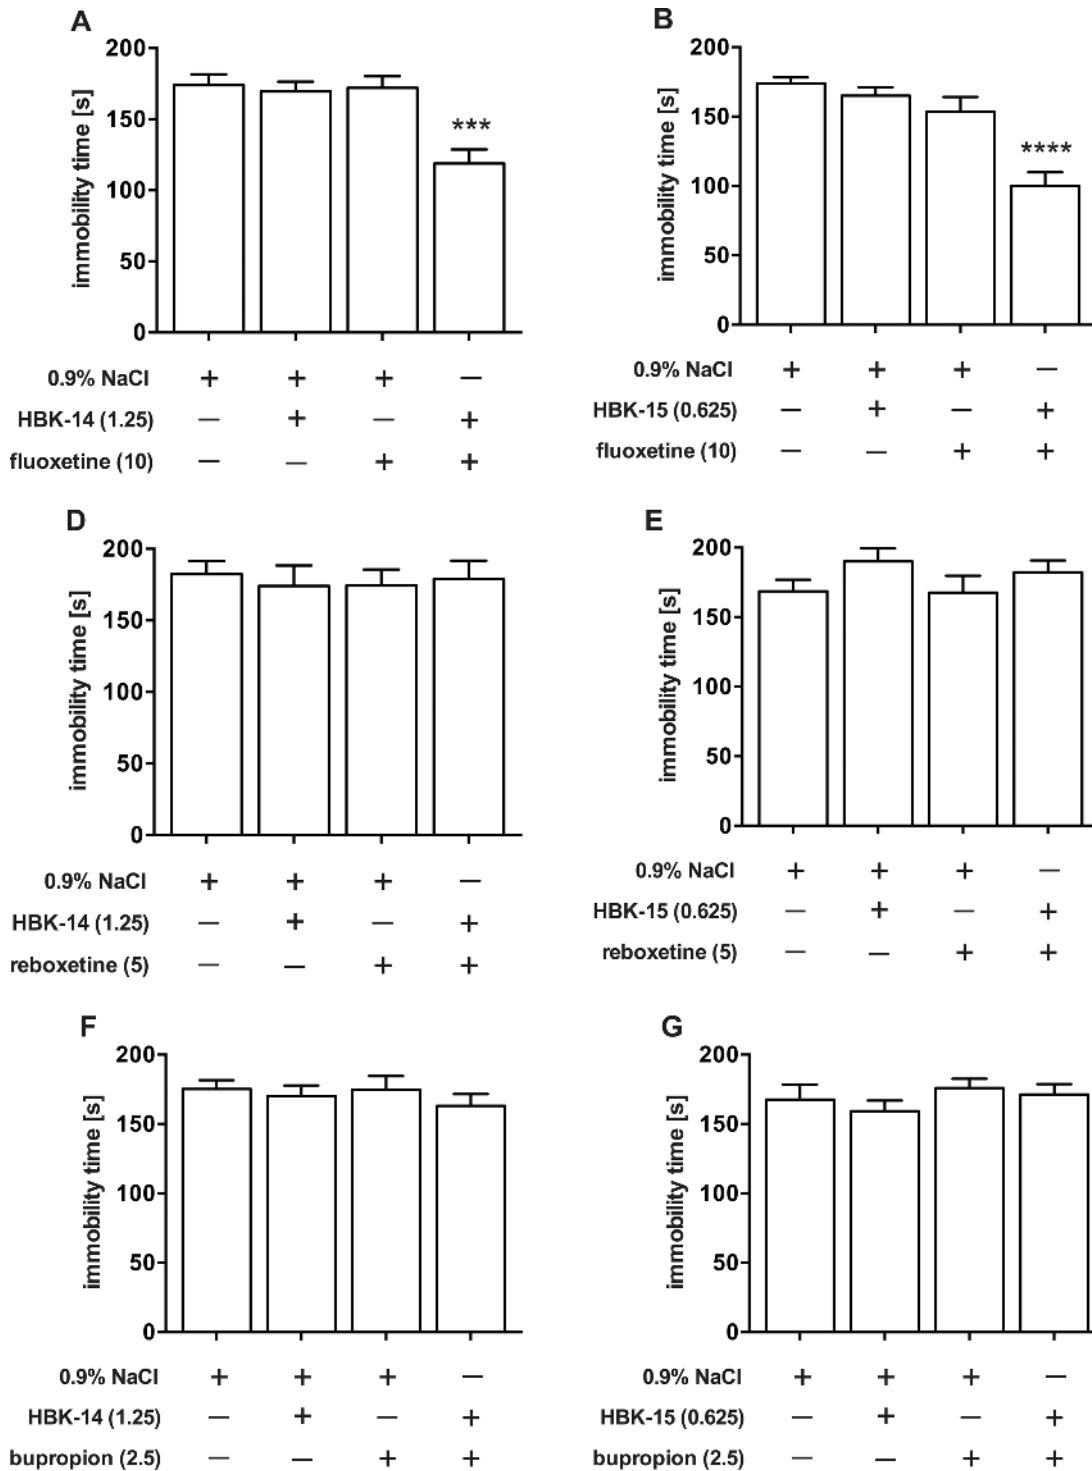 A
200
150
100
50
0
immobility time [s]
***
0.9% NaCl + + + —
HBK-14 (1.25) — + — +
fluoxetine (10) — — + +
B
200
150
100
50
0
immobility time [s]
****
0.9% NaCl + + + —
HBK-15 (0.625) — + — +
fluoxetine (10) — — + +
D
200
150
100
50
0
immobility time [s]
0.9% NaCl + + + —
HBK-14 (1.25) — + — +
reboxetine (5) — — + +
E
200
150
100
50
0
immobility time [s]
0.9% NaCl + + + —
HBK-15 (0.625) — + — +
reboxetine (5) — — + +
F
200
150
100
50
0
immobility time [s]
0.9% NaCl + + + —
HBK-14 (1.25) — + — +
bupropion (2.5) — — + +
G
200
150
100
50
0
immobility time [s]
0.9% NaCl + + + —
HBK-15 (0.625) — + — +
bupropion (2.5) — — + +